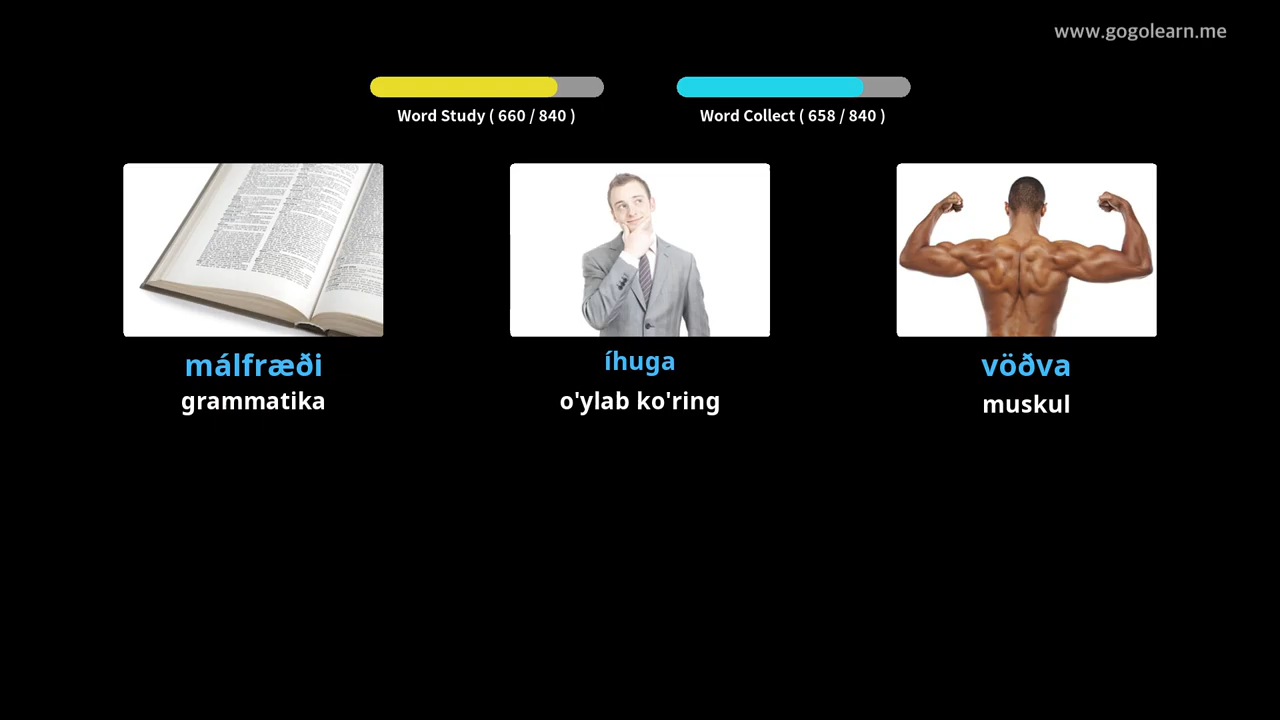 www.gogolearn.me
Word Study ( 660 / 840 )
Word Collect ( 658 / 840 )
málfræði
grammatika
íhuga
o'ylab ko'ring
vöðva
muskul